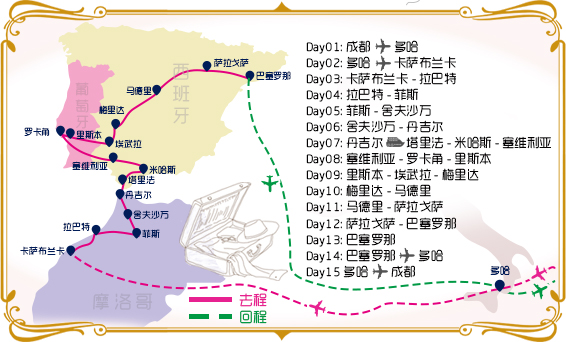 西班牙
葡萄牙
摩洛哥
萨拉戈萨
巴塞罗那
马德里
梅里达
罗卡角
里斯本
埃武拉
塞维利亚
米哈斯
塔里法
丹吉尔
舍夫沙万
拉巴特
菲斯
卡萨布兰卡
多哈
去程
回程
Day01: 成都 多哈
Day02: 多哈 卡萨布兰卡
Day03: 卡萨布兰卡 - 拉巴特
Day04: 拉巴特 - 菲斯
Day05: 菲斯 - 舍夫沙万
Day06: 舍夫沙万 - 丹吉尔
Day07: 丹吉尔 塔里法 - 米哈斯 - 塞维利亚
Day08: 塞维利亚 - 罗卡角 - 里斯本
Day09: 里斯本 - 埃武拉 - 梅里达
Day10: 梅里达 - 马德里
Day11: 马德里 - 萨拉戈萨
Day12: 萨拉戈萨 - 巴塞罗那
Day13: 巴塞罗那
Day14: 巴塞罗那 多哈
Day15 多哈 成都